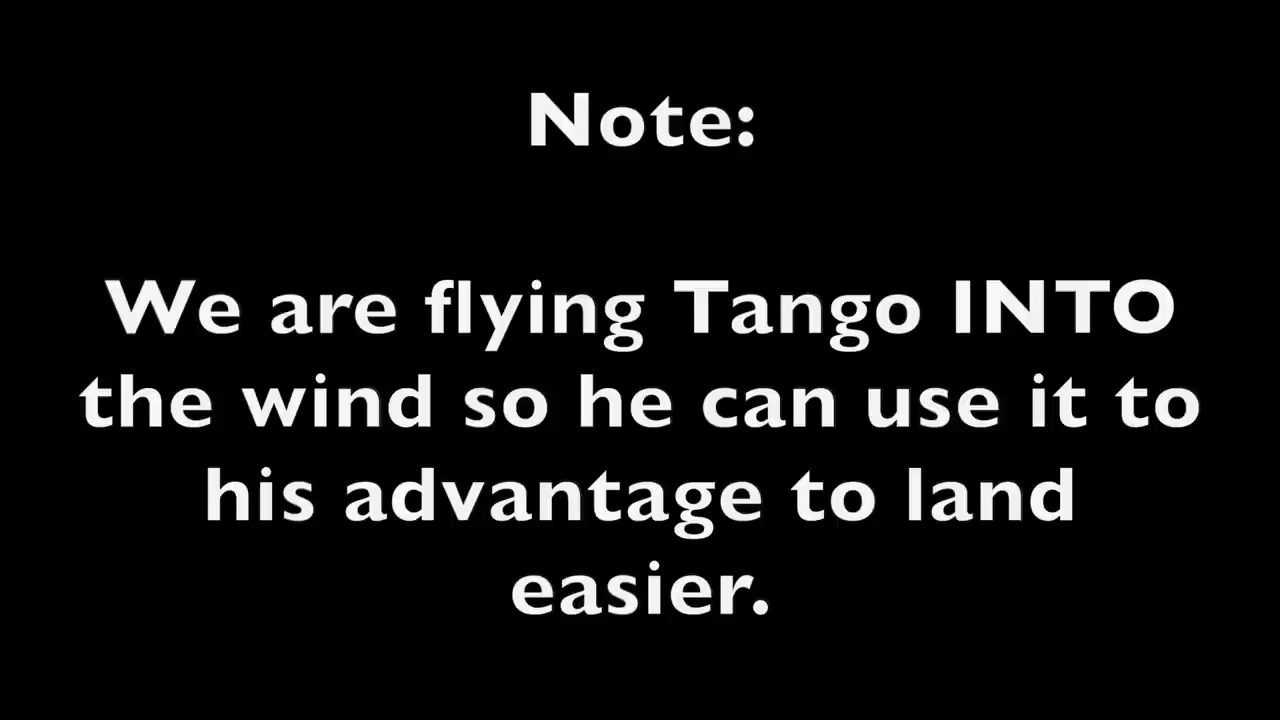 Note:
We are flying Tango INTO
the wind so he can use it to
his advantage to land
easier.